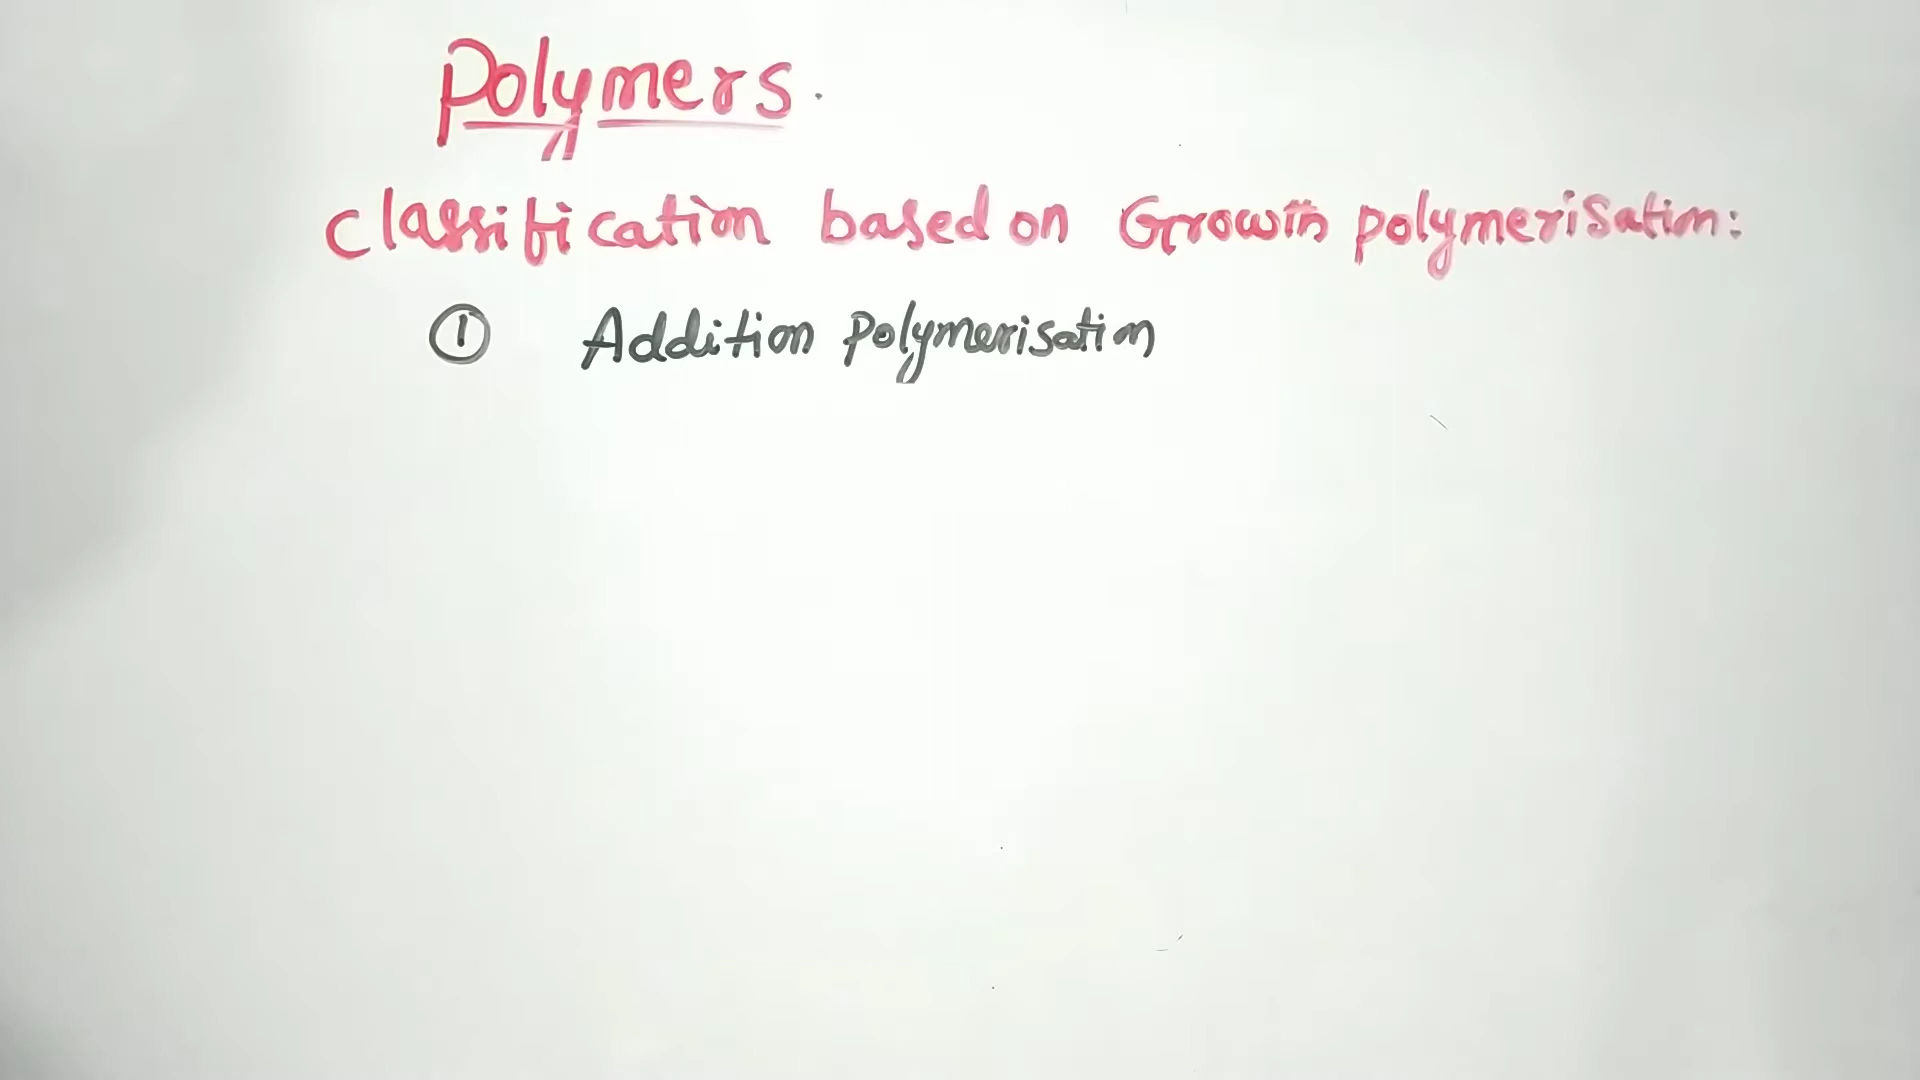 Polymers.
Classification based on Growth polymerisation:
① Addition Polymerisation